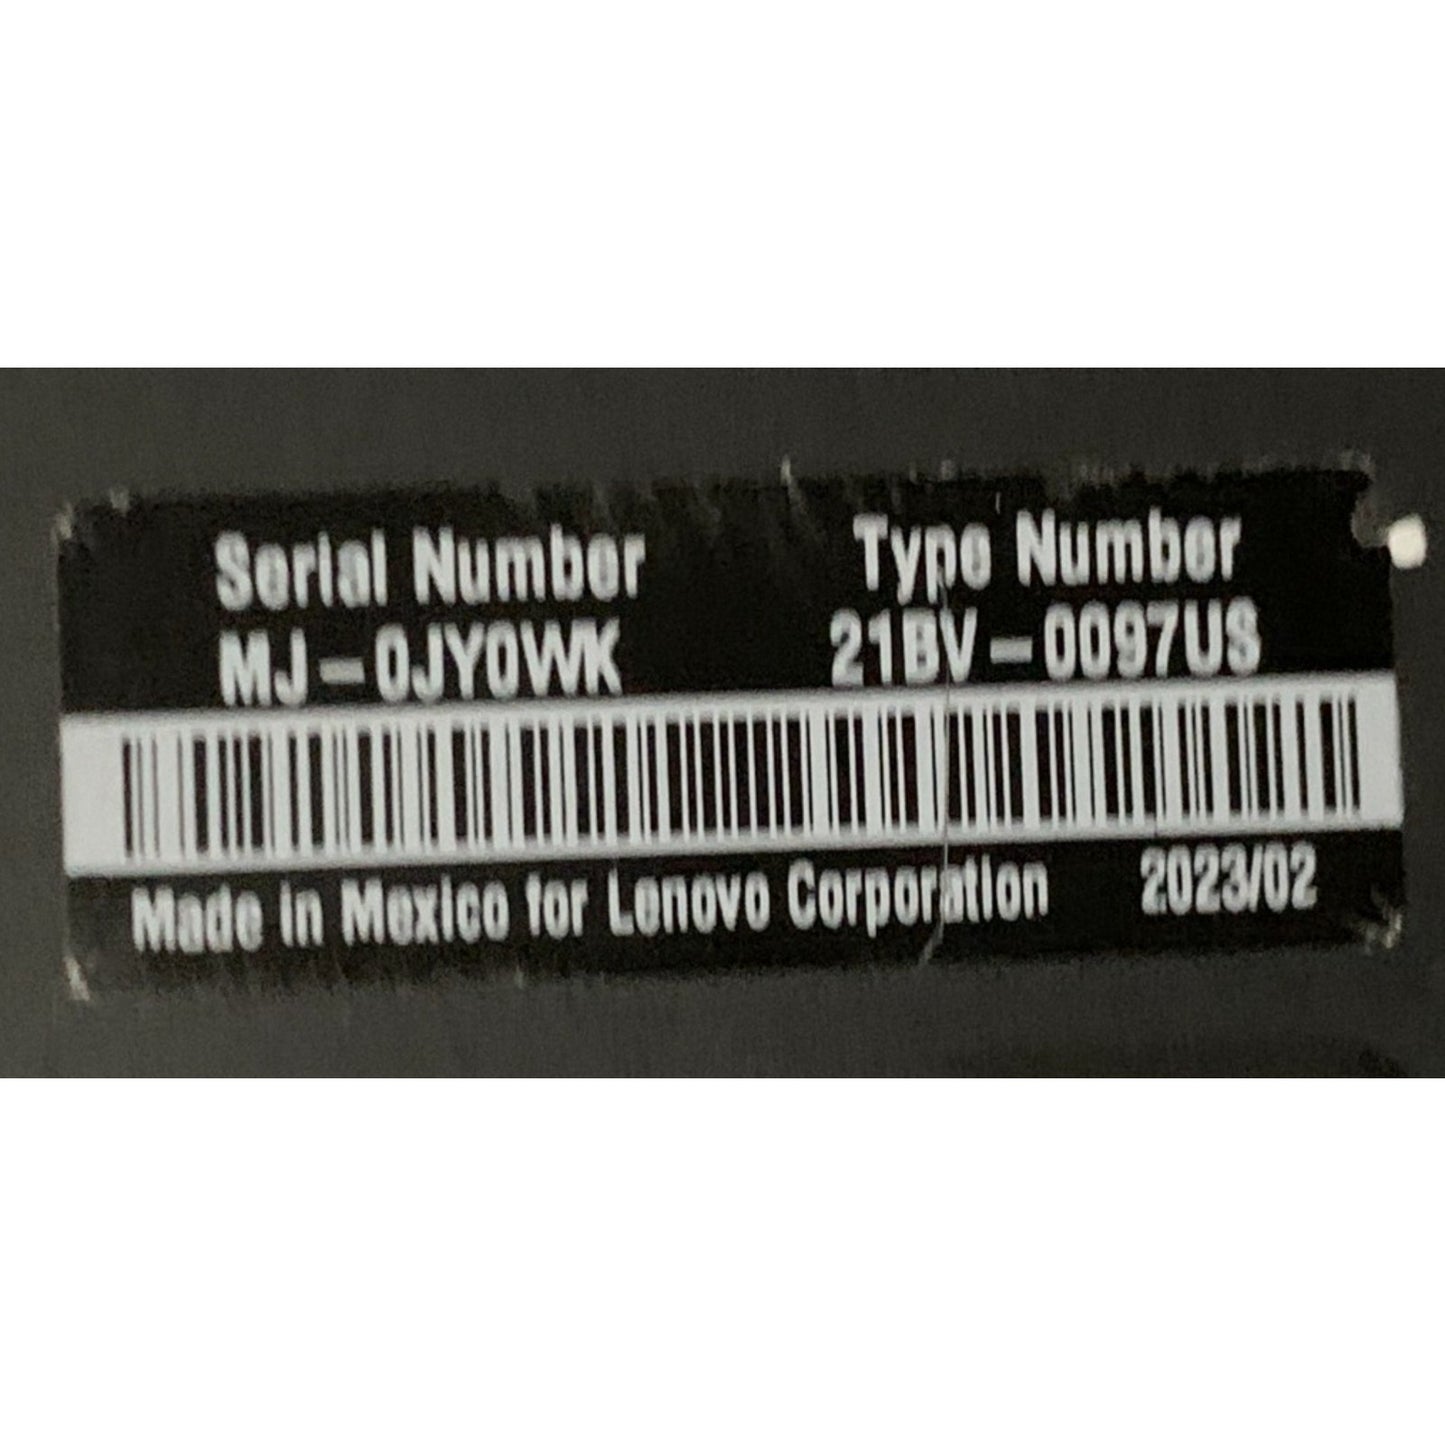 Serial Number Type Number
MJ-0JY0WK 21BV-0097US
Made in Mexico for Lenovo Corporation 2023/02